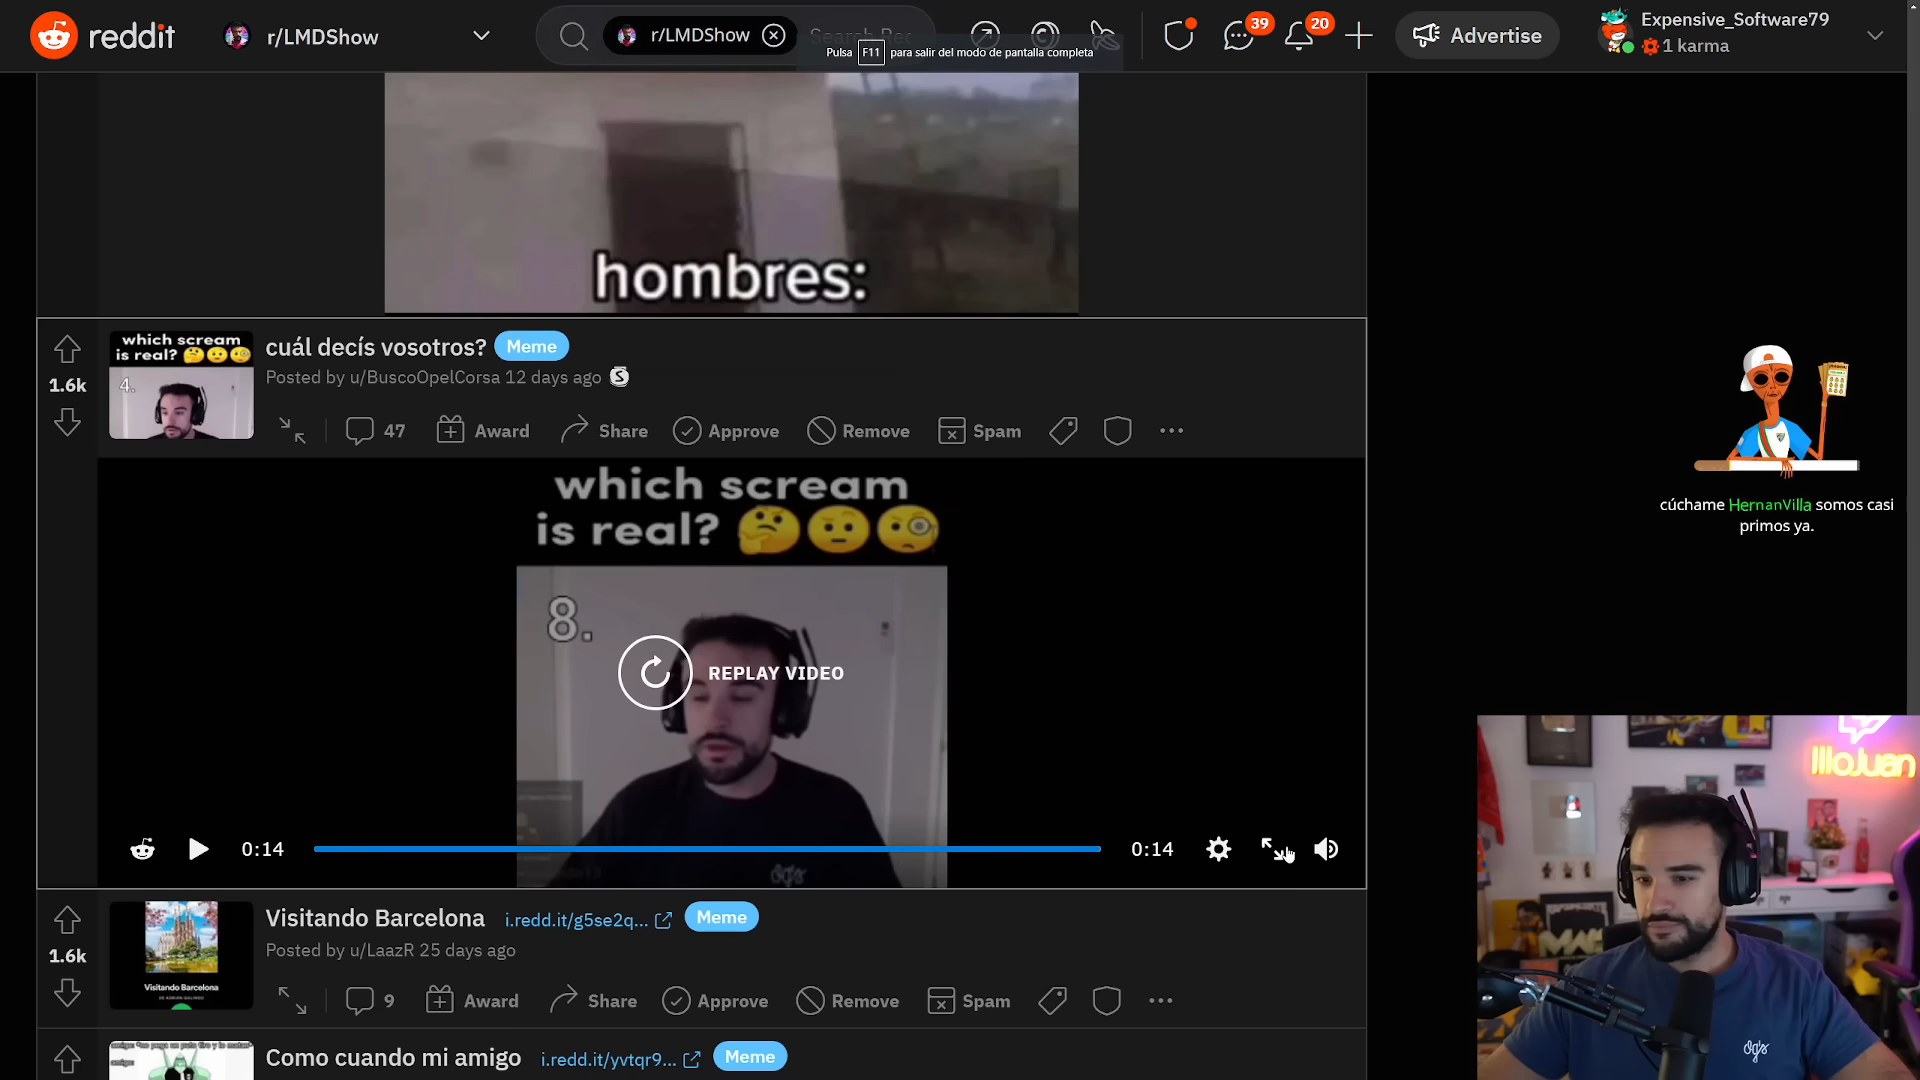 reddit
r/LMDShow
r/LMDShow
Search Rec
39
20
Advertise
Expensive_Software79
1 karma
Pulsa F11 para salir del modo de pantalla completa
hombres:
which scream
is real?
4.
1.6k
cuál decís vosotros? Meme
Posted by u/BuscoOpelCorsa 12 days ago
47 Award Share Approve Remove Spam
which scream
is real?
8.
REPLAY VIDEO
0:14
0:14
cúchame HernanVilla somos casi
primos ya.
illoJuan
1.6k
Visitando Barcelona i.redd.it/g5se2q... Meme
Posted by u/LaazR 25 days ago
Visitando Barcelona
9 Award Share Approve Remove Spam
Como cuando mi amigo i.redd.it/yvtqr9... Meme